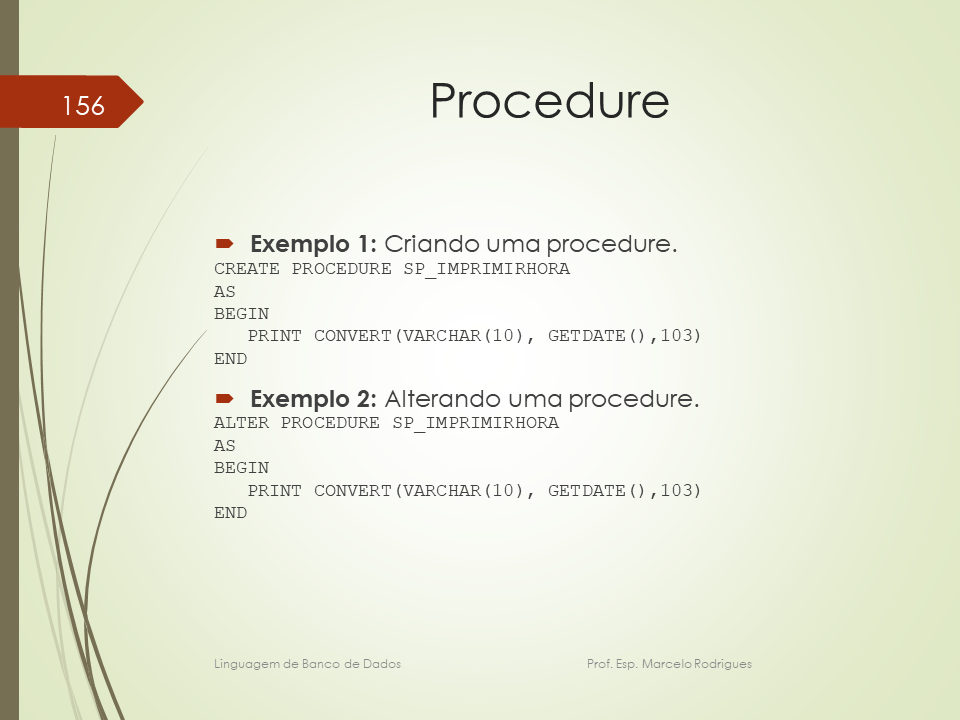 156
Procedure
Exemplo 1: Criando uma procedure.
CREATE PROCEDURE SP_IMPRIMIRHORA
AS
BEGIN
   PRINT CONVERT(VARCHAR(10), GETDATE(),103)
END
Exemplo 2: Alterando uma procedure.
ALTER PROCEDURE SP_IMPRIMIRHORA
AS
BEGIN
   PRINT CONVERT(VARCHAR(10), GETDATE(),103)
END
Linguagem de Banco de Dados Prof. Esp. Marcelo Rodrigues